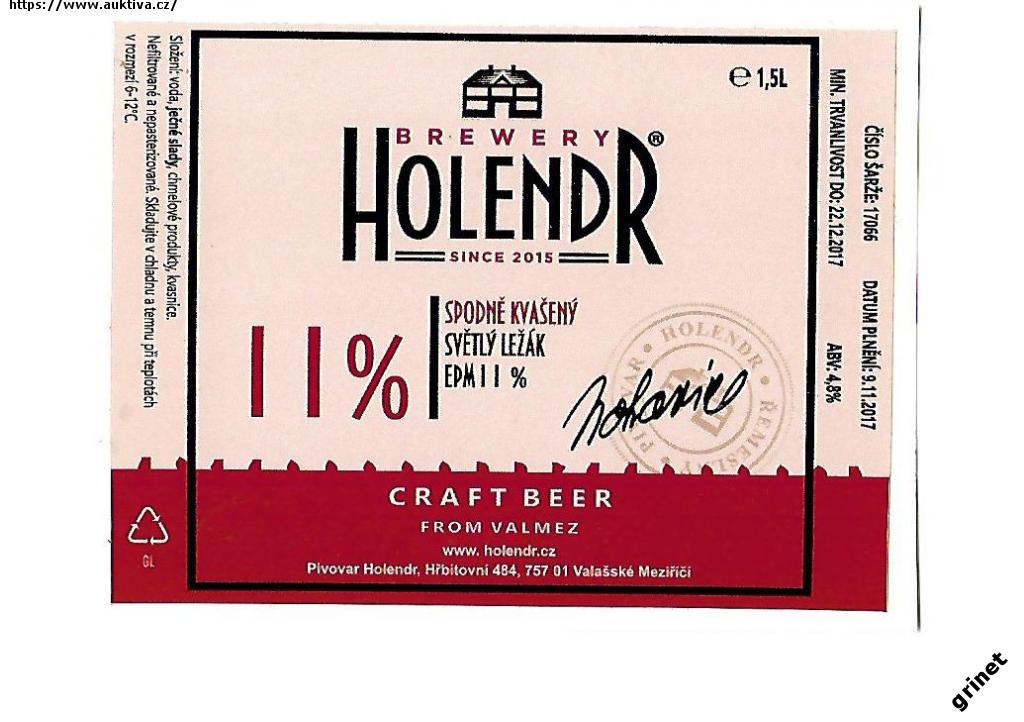 https://www.auktiva.cz/
Složení: voda, ječné slady, chmelové produkty, kvasnice.
Nefiltrované a nepasterizované. Skladujte v chladnu a temnu při teplotách
v rozmezí 6-12°C.
GL
℮ 1,5L
BREWERY
HOLENDR®
SINCE 2015
11%
SPODNĚ KVAŠENÝ
SVĚTLÝ LEŽÁK
EPM 11 %
HOLENDR • ŘEMESLNÝ • PIVOVAR •
CRAFT BEER
FROM VALMEZ
www. holendr.cz
Pivovar Holendr, Hřbitovní 484, 757 01 Valašské Meziříčí
ČÍSLO ŠARŽE: 17066 DATUM PLNĚNÍ: 9.11.2017
MIN. TRVANLIVOST DO: 22.12.2017 ABV: 4,8%
grinet